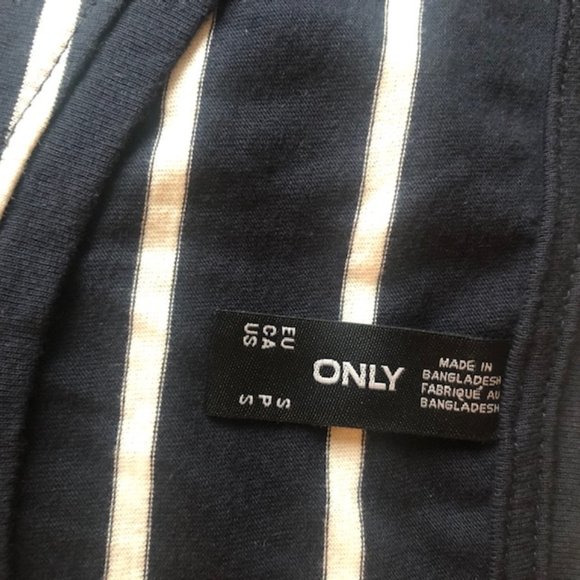 EU S
CA P
US S
ONLY
MADE IN
BANGLADESH
FABRIQUE AU
BANGLADESH